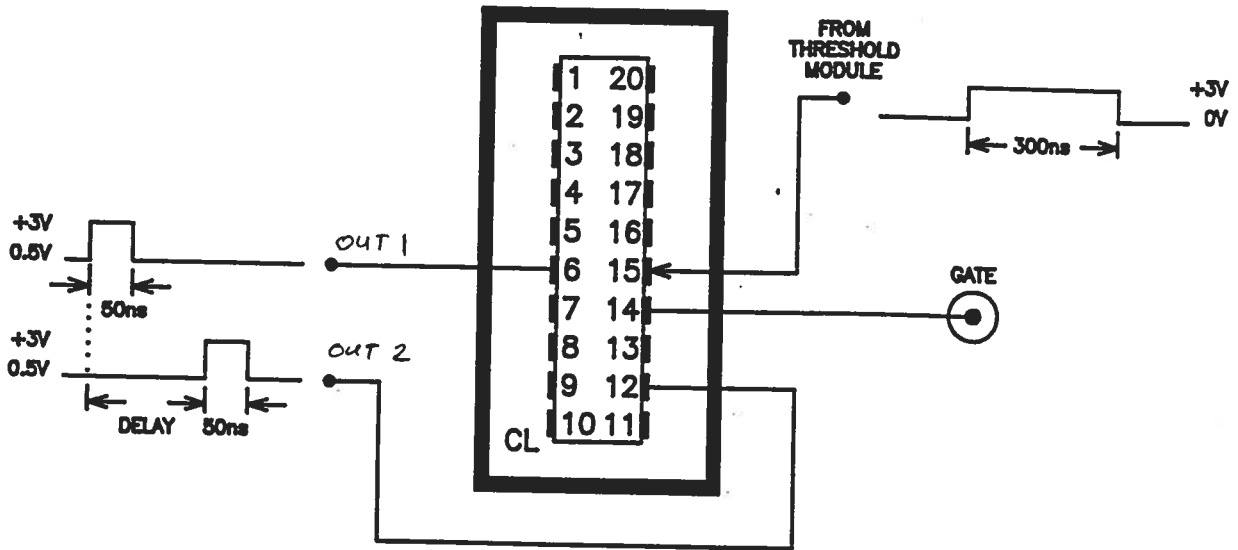 FROM
THRESHOLD
MODULE
+3V
0V
300ns
1 20
2 19
3 18
4 17
5 16
6 15
7 14
8 13
9 12
10 11
CL
+3V
0.5V
50ns
OUT 1
GATE
+3V
0.5V
DELAY 50ns
OUT 2